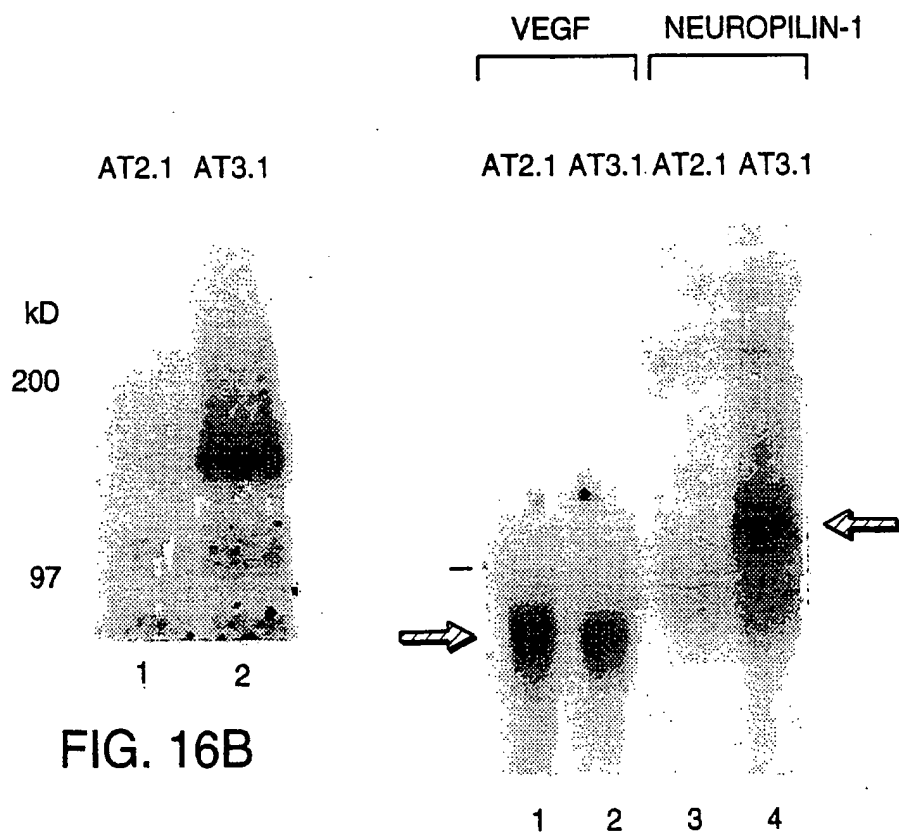 VEGF NEUROPILIN-1
AT2.1 AT3.1
AT2.1 AT3.1 AT2.1 AT3.1
kD
200
97
1 2
FIG. 16B
1 2 3 4